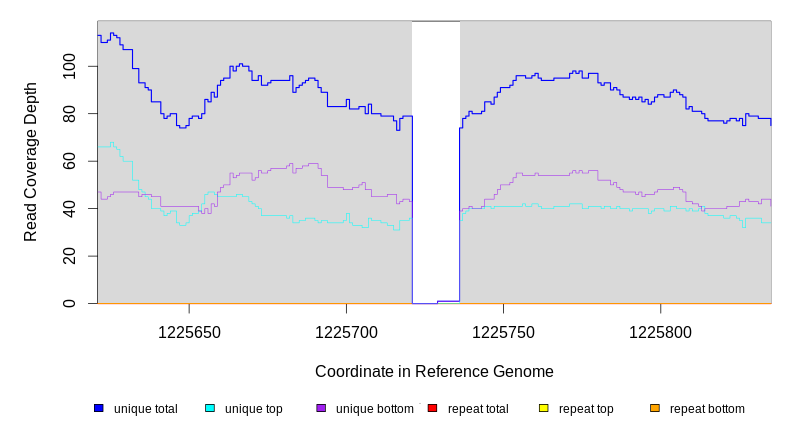 Read Coverage Depth
100
80
60
40
20
0
1225650 1225700 1225750 1225800
Coordinate in Reference Genome
unique total unique top unique bottom repeat total repeat top repeat bottom